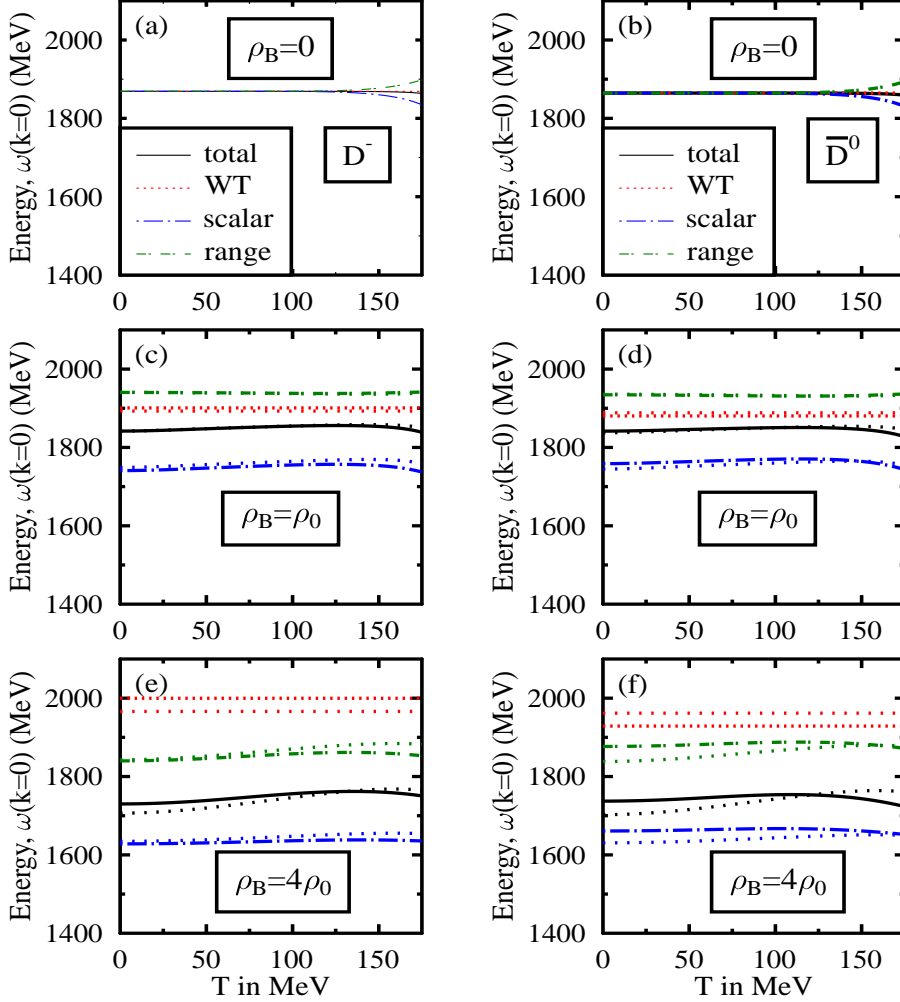 (a)
ρB=0
D-
total
WT
scalar
range
Energy, ω(k=0) (MeV)
2000
1800
1600
1400
0 50 100 150
(b)
ρB=0
D̅0
total
WT
scalar
range
Energy, ω(k=0) (MeV)
2000
1800
1600
1400
0 50 100 150
(c)
ρB=ρ0
Energy, ω(k=0) (MeV)
2000
1800
1600
1400
0 50 100 150
(d)
ρB=ρ0
Energy, ω(k=0) (MeV)
2000
1800
1600
1400
0 50 100 150
(e)
ρB=4ρ0
Energy, ω(k=0) (MeV)
2000
1800
1600
1400
0 50 100 150
T in MeV
(f)
ρB=4ρ0
Energy, ω(k=0) (MeV)
2000
1800
1600
1400
0 50 100 150
T in MeV